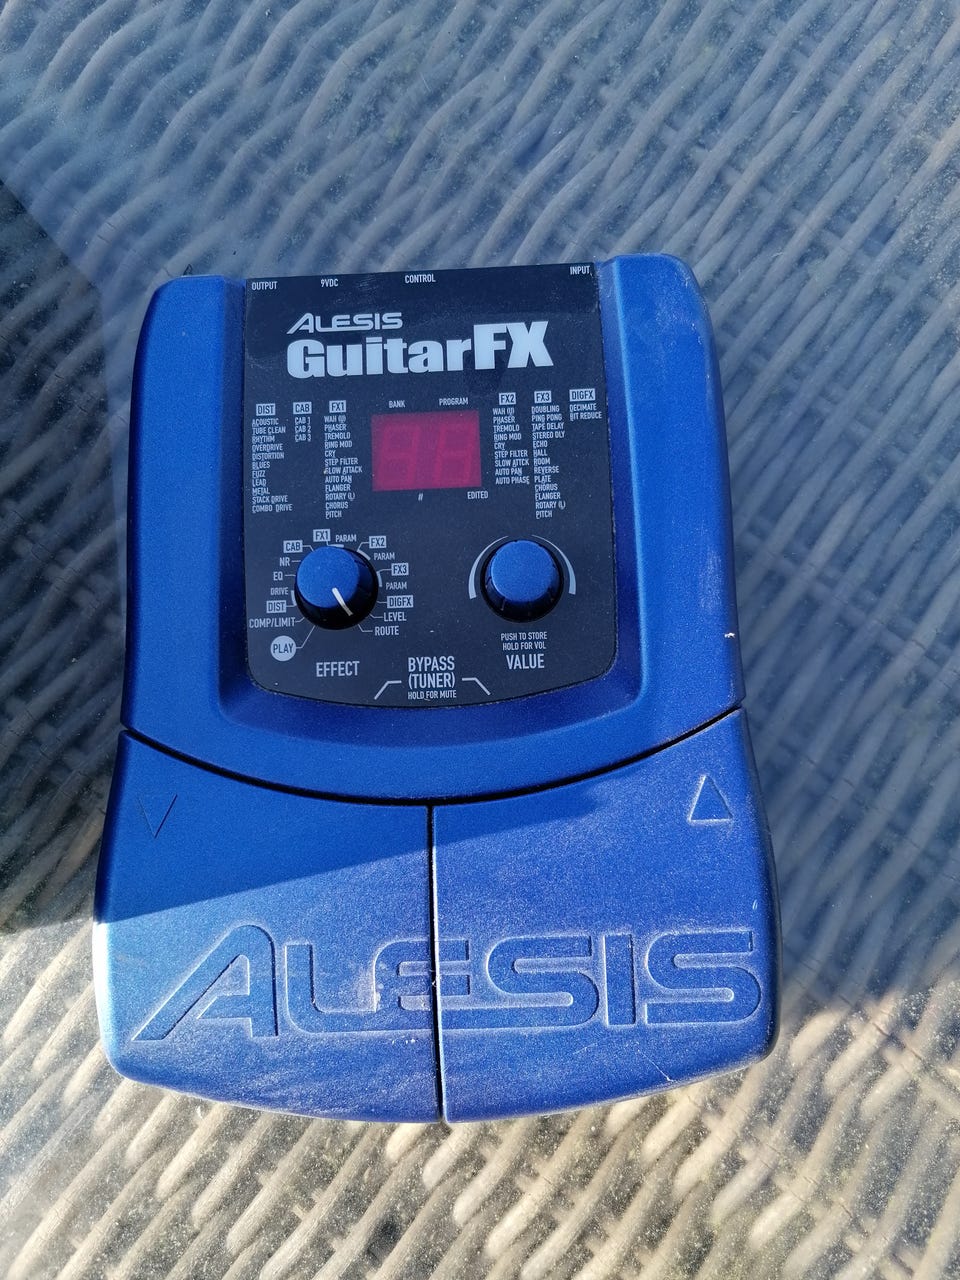 OUTPUT 9VDC CONTROL INPUT
ALESIS
GuitarFX
DIST
ACOUSTIC
TUBE CLEAN
RHYTHM
OVERDRIVE
DISTORTION
BLUES
FUZZ
LEAD
METAL
STACK DRIVE
COMBO DRIVE
CAB
CAB 1
CAB 2
CAB 3
FX1
WAH (|)
PHASER
TREMOLO
RING MOD
CRY
STEP FILTER
SLOW ATTACK
AUTO PAN
FLANGER
ROTARY (L)
CHORUS
PITCH
BANK PROGRAM
# EDITED
FX2
WAH (|)
PHASER
TREMOLO
RING MOD
CRY
STEP FILTER
SLOW ATTCK
AUTO PAN
AUTO PHASE
FX3
DOUBLING
PING PONG
TAPE DELAY
STEREO DLY
ECHO
HALL
ROOM
REVERSE
PLATE
CHORUS
FLANGER
ROTARY (L)
PITCH
DIGFX
DECIMATE
BIT REDUCE
PLAY
COMP/LIMIT
DIST
DRIVE
EQ
NR
CAB
FX1
PARAM
FX2
PARAM
FX3
PARAM
DIGFX
LEVEL
ROUTE
EFFECT
PUSH TO STORE
HOLD FOR VOL
VALUE
BYPASS
(TUNER)
HOLD FOR MUTE
ALESIS